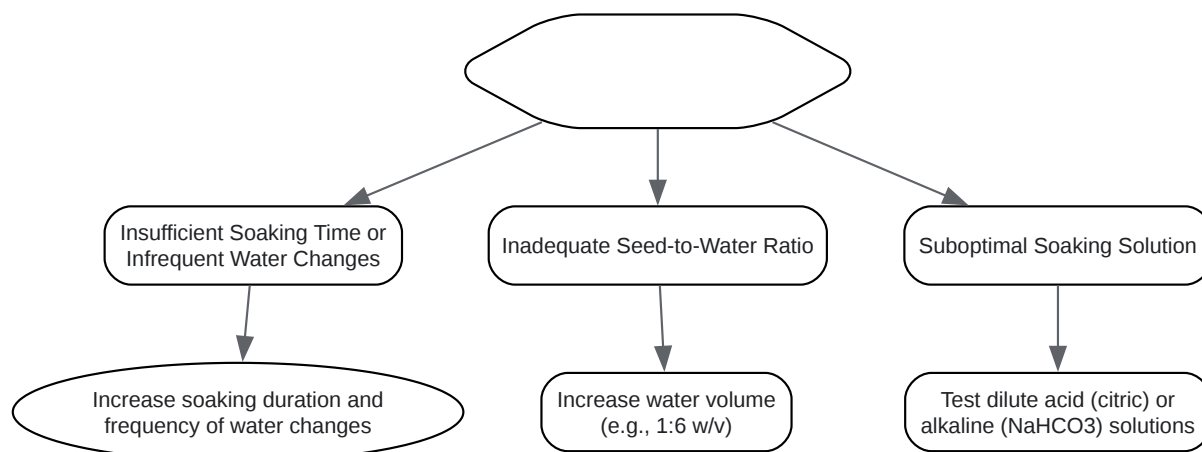 Insufficient Soaking Time or
Infrequent Water Changes
Inadequate Seed-to-Water Ratio
Suboptimal Soaking Solution
Increase soaking duration and
frequency of water changes
Increase water volume
(e.g., 1:6 w/v)
Test dilute acid (citric) or
alkaline (NaHCO3) solutions